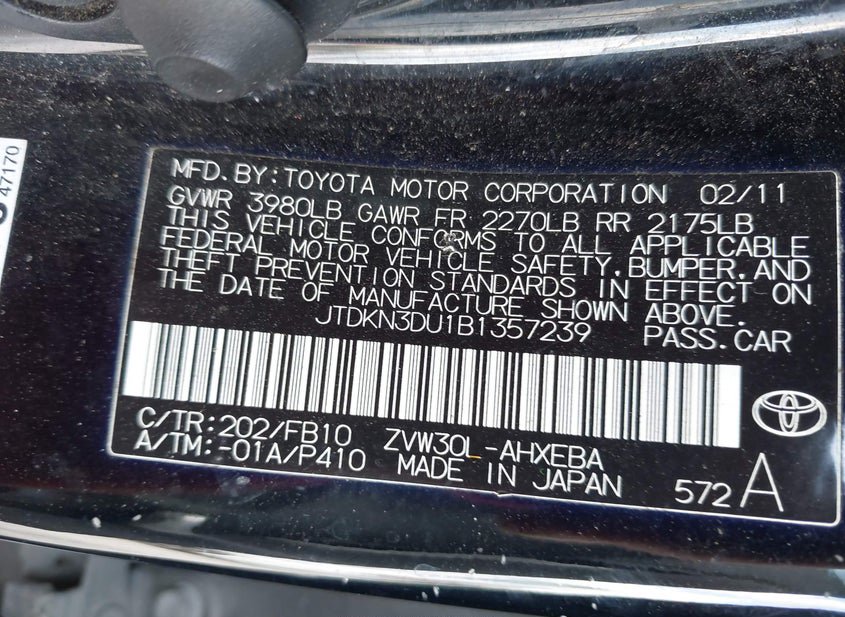 47170
MFD.BY:TOYOTA MOTOR CORPORATION 02/11
GVWR 3980LB GAWR FR 2270LB RR 2175LB
THIS VEHICLE CONFORMS TO ALL APPLICABLE
FEDERAL MOTOR VEHICLE SAFETY,BUMPER,AND
THEFT PREVENTION STANDARDS IN EFFECT ON
THE DATE OF MANUFACTURE SHOWN ABOVE.
JTDKN3DU1B1357239 PASS.CAR
C/TR:202/FB10 ZVW30L-AHXEBA
A/TM:-01A/P410 MADE IN JAPAN 572A